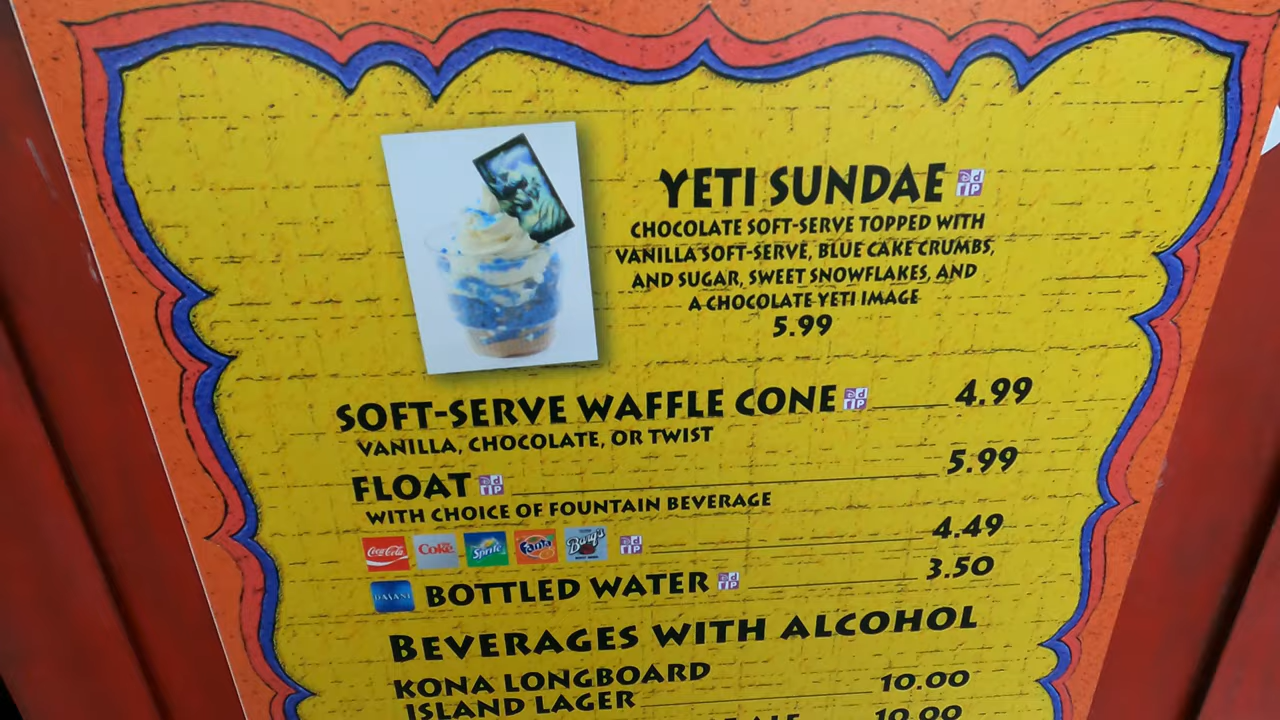 YETI SUNDAE
CHOCOLATE SOFT-SERVE TOPPED WITH
VANILLA SOFT-SERVE, BLUE CAKE CRUMBS,
AND SUGAR, SWEET SNOWFLAKES, AND
A CHOCOLATE YETI IMAGE
5.99
SOFT-SERVE WAFFLE CONE 4.99
VANILLA, CHOCOLATE, OR TWIST
FLOAT 5.99
WITH CHOICE OF FOUNTAIN BEVERAGE
Coca-Cola Coke Sprite Fanta Barq's 4.49
DASANI BOTTLED WATER 3.50
BEVERAGES WITH ALCOHOL
KONA LONGBOARD
ISLAND LAGER 10.00
ALE 10.00